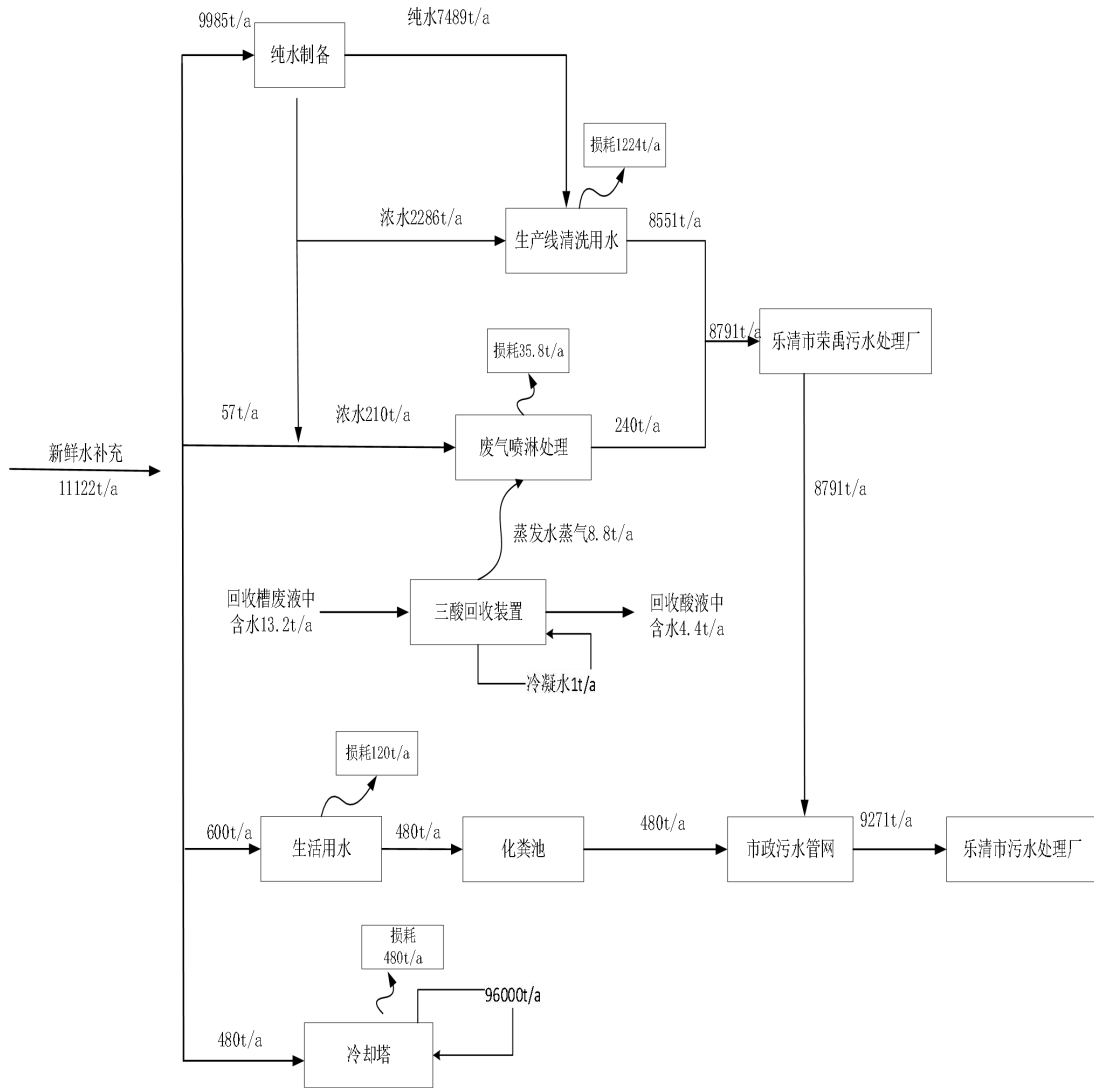 9985t/a
纯水7489t/a
纯水制备
损耗1224t/a
浓水2286t/a
生产线清洗用水
8551t/a
8791t/a
乐清市荣禹污水处理厂
损耗35.8t/a
57t/a
浓水210t/a
废气喷淋处理
240t/a
新鲜水补充
11122t/a
8791t/a
蒸发水蒸气8.8t/a
回收槽废液中
含水13.2t/a
三酸回收装置
回收酸液中
含水4.4t/a
冷凝水1t/a
损耗120t/a
600t/a
生活用水
480t/a
化粪池
480t/a
市政污水管网
9271t/a
乐清市污水处理厂
损耗
480t/a
96000t/a
480t/a
冷却塔